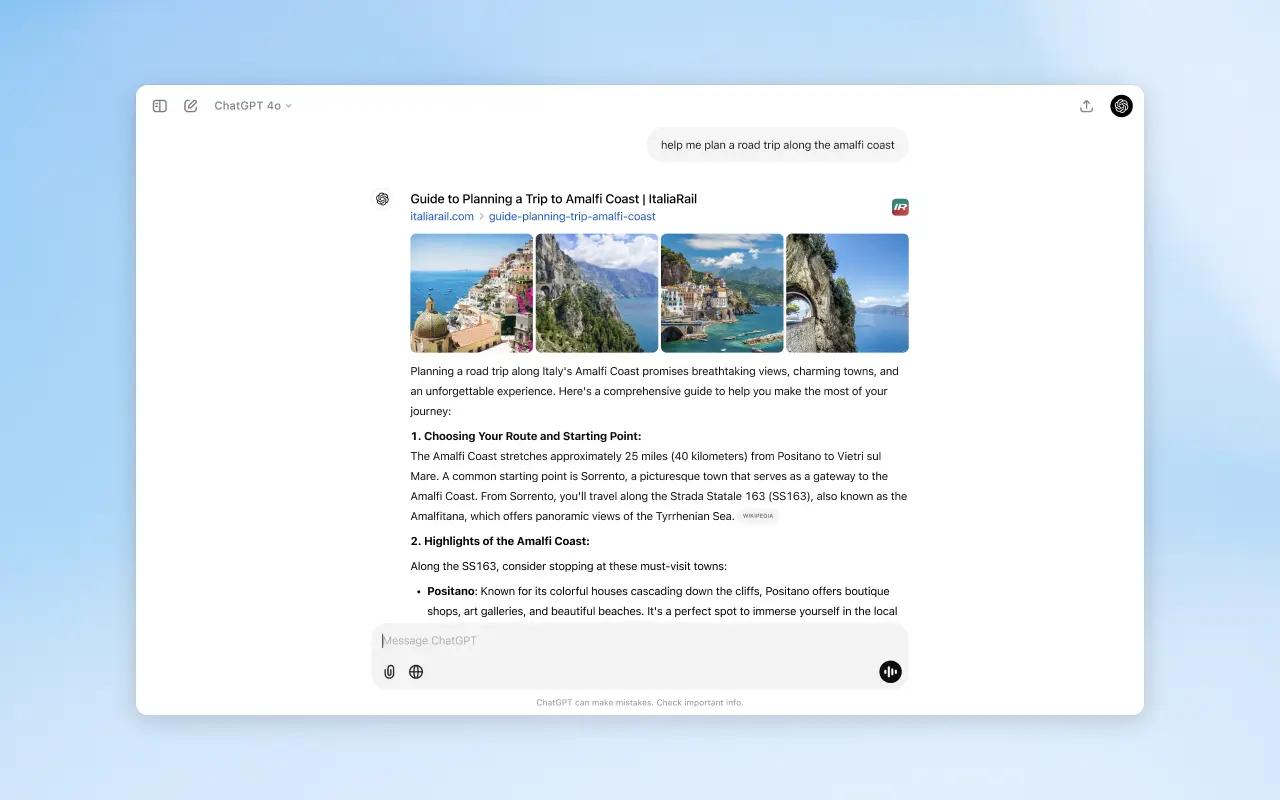 ChatGPT 4o
help me plan a road trip along the amalfi coast
Guide to Planning a Trip to Amalfi Coast | ItaliaRail
italiarail.com › guide-planning-trip-amalfi-coast
IR
Planning a road trip along Italy's Amalfi Coast promises breathtaking views, charming towns, and
an unforgettable experience. Here's a comprehensive guide to help you make the most of your
journey:
1. Choosing Your Route and Starting Point:
The Amalfi Coast stretches approximately 25 miles (40 kilometers) from Positano to Vietri sul
Mare. A common starting point is Sorrento, a picturesque town that serves as a gateway to the
Amalfi Coast. From Sorrento, you'll travel along the Strada Statale 163 (SS163), also known as the
Amalfitana, which offers panoramic views of the Tyrrhenian Sea. WIKIPEDIA
2. Highlights of the Amalfi Coast:
Along the SS163, consider stopping at these must-visit towns:
• Positano: Known for its colorful houses cascading down the cliffs, Positano offers boutique
shops, art galleries, and beautiful beaches. It's a perfect spot to immerse yourself in the local
Message ChatGPT
ChatGPT can make mistakes. Check important info.